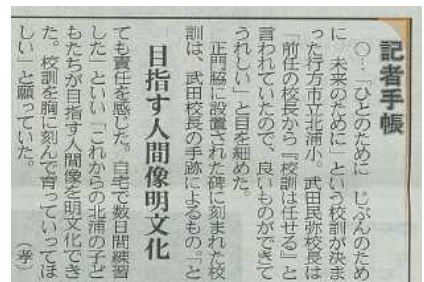 記者手帳
〇…「ひとのために　じぶんのため
に　未来のために」という校訓が決ま
った行方市立北浦小。武田民弥校長は
「前任の校長から『校訓は任せる』と
言われていたので、良いものができて
うれしい」と目を細めた。
正門脇に設置された碑に刻まれた校
訓は、武田校長の手跡によるもの。「と
目指す人間像明文化
ても責任を感じた。自宅で数日間練習
した」といい「これからの北浦の子ど
もたちが目指す人間像を明文化でき
た。校訓を胸に刻んで育っていってほ
しい」と願っていた。
（孝）